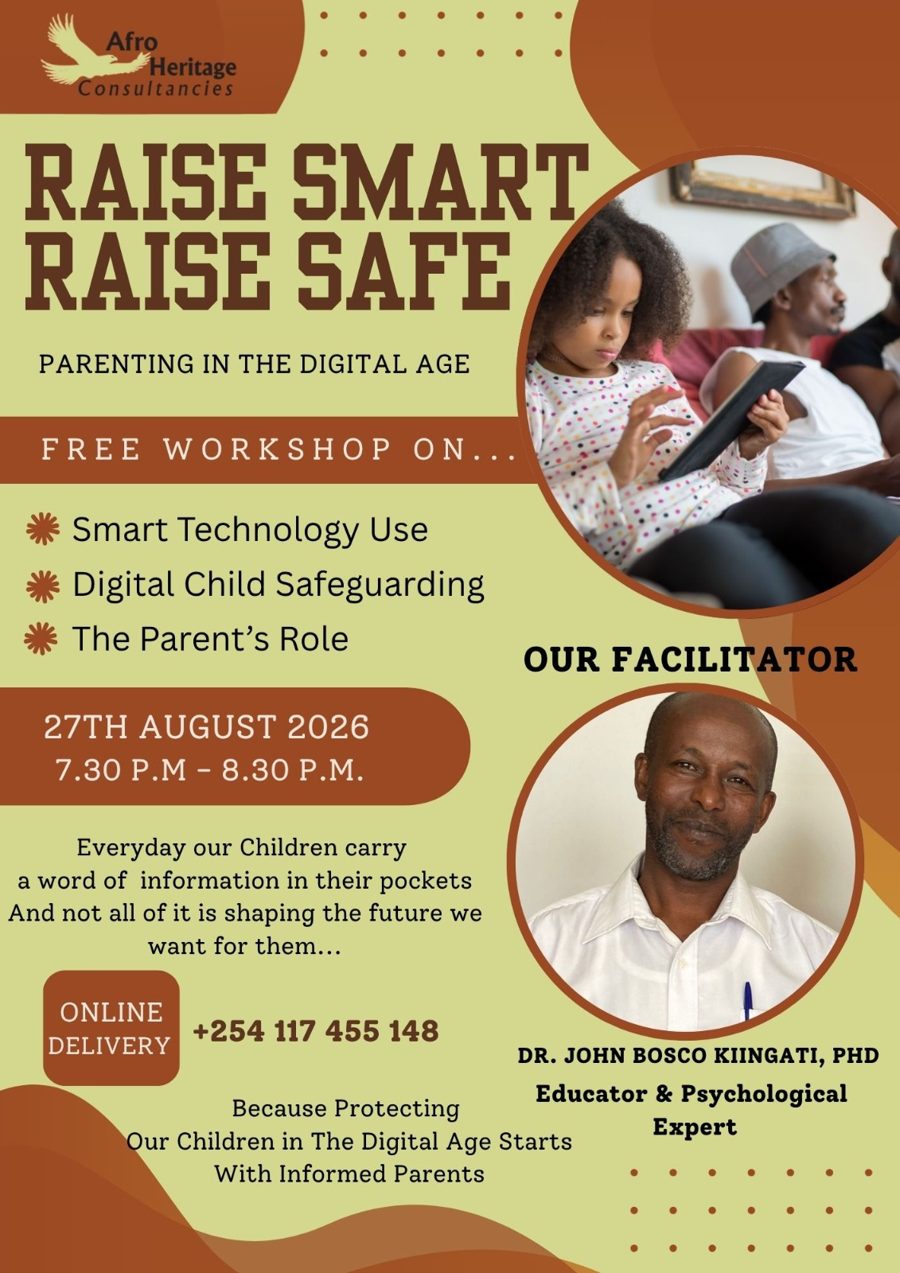 Afro
Heritage
Consultancies
RAISE SMART
RAISE SAFE
PARENTING IN THE DIGITAL AGE
FREE WORKSHOP ON...
Smart Technology Use
Digital Child Safeguarding
The Parent's Role
27TH AUGUST 2026
7.30 P.M – 8.30 P.M.
Everyday our Children carry
a word of information in their pockets
And not all of it is shaping the future we
want for them...
ONLINE
DELIVERY
+254 117 455 148
Because Protecting
Our Children in The Digital Age Starts
With Informed Parents
OUR FACILITATOR
DR. JOHN BOSCO KIINGATI, PHD
Educator & Psychological
Expert